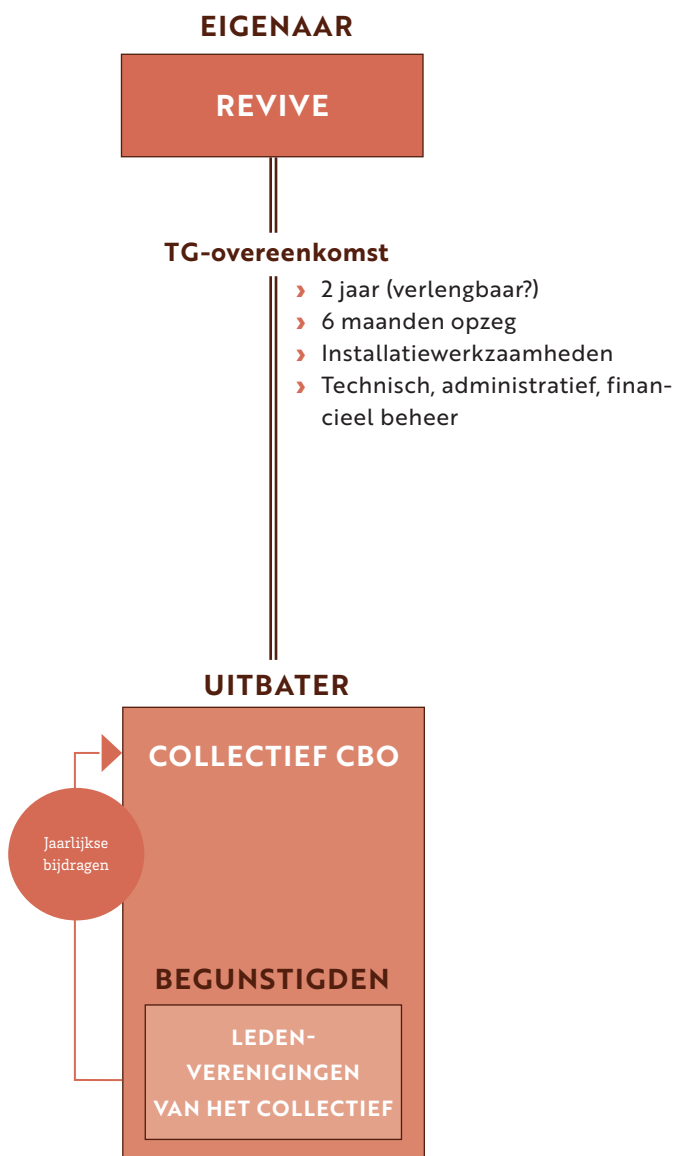 EIGENAAR
REVIVE
TG-overeenkomst
› 2 jaar (verlengbaar?)
› 6 maanden opzeg
› Installatiewerkzaamheden
› Technisch, administratief, finan-
cieel beheer
UITBATER
COLLECTIEF CBO
Jaarlijkse
bijdragen
BEGUNSTIGDEN
LEDEN-
VERENIGINGEN
VAN HET COLLECTIEF